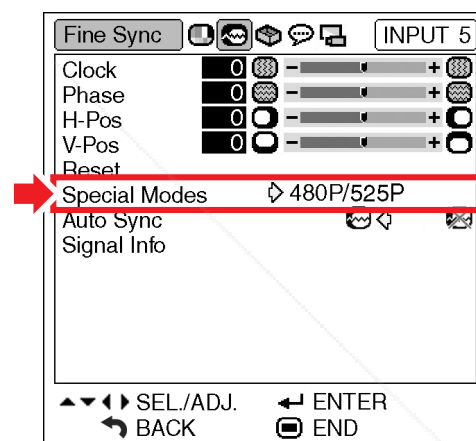 Fine Sync INPUT 5
Clock 0 - +
Phase 0 - +
H-Pos 0 - +
V-Pos 0 - +
Reset
Special Modes 480P/525P
Auto Sync
Signal Info
SEL./ADJ. ENTER
BACK END